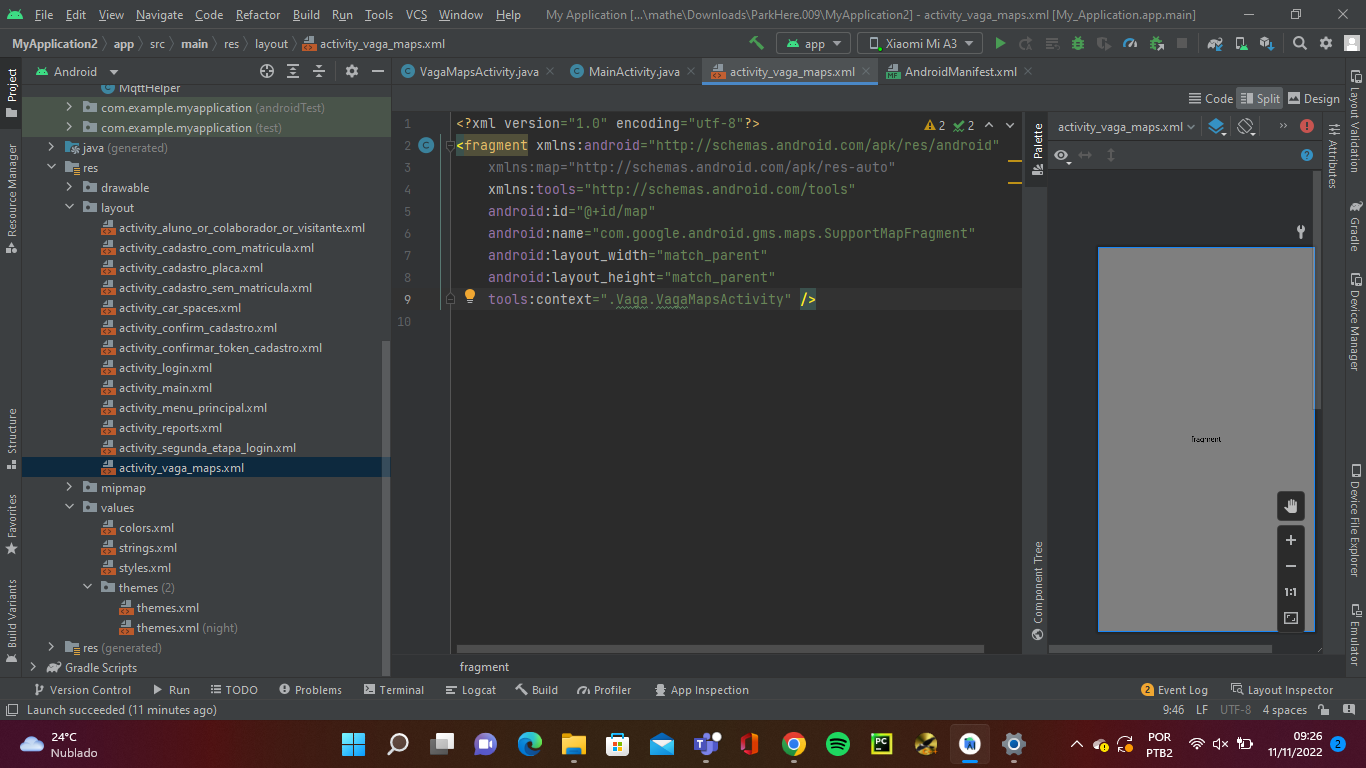 File Edit View Navigate Code Refactor Build Run Tools VCS Window Help My Application [...\mathe\Downloads\ParkHere.009\MyApplication2] - activity_vaga_maps.xml [My_Application.app.main]
MyApplication2 app src main res layout activity_vaga_maps.xml
app
Xiaomi Mi A3
Project
Resource Manager
Structure
Favorites
Build Variants
Android
MqttHelper
com.example.myapplication (androidTest)
com.example.myapplication (test)
java (generated)
res
drawable
layout
activity_aluno_or_colaborador_or_visitante.xml
activity_cadastro_com_matricula.xml
activity_cadastro_placa.xml
activity_cadastro_sem_matricula.xml
activity_car_spaces.xml
activity_confirm_cadastro.xml
activity_confirmar_token_cadastro.xml
activity_login.xml
activity_main.xml
activity_menu_principal.xml
activity_reports.xml
activity_segunda_etapa_login.xml
activity_vaga_maps.xml
mipmap
values
colors.xml
strings.xml
styles.xml
themes (2)
themes.xml
themes.xml (night)
res (generated)
Gradle Scripts
VagaMapsActivity.java MainActivity.java activity_vaga_maps.xml AndroidManifest.xml
Code Split Design
1 <?xml version="1.0" encoding="utf-8"?>
2 <fragment xmlns:android="http://schemas.android.com/apk/res/android"
3 xmlns:map="http://schemas.android.com/apk/res-auto"
4 xmlns:tools="http://schemas.android.com/tools"
5 android:id="@+id/map"
6 android:name="com.google.android.gms.maps.SupportMapFragment"
7 android:layout_width="match_parent"
8 android:layout_height="match_parent"
9 tools:context=".Vaga.VagaMapsActivity" />
10
2 2
fragment
Palette
Component Tree
activity_vaga_maps.xml
fragment
1:1
Attributes
Layout Validation
Gradle
Device Manager
Device File Explorer
Emulator
Version Control Run TODO Problems Terminal Logcat Build Profiler App Inspection
2 Event Log Layout Inspector
Launch succeeded (11 minutes ago)
9:46 LF UTF-8 4 spaces
24°C
Nublado
PC
POR
PTB2
09:26
11/11/2022
2